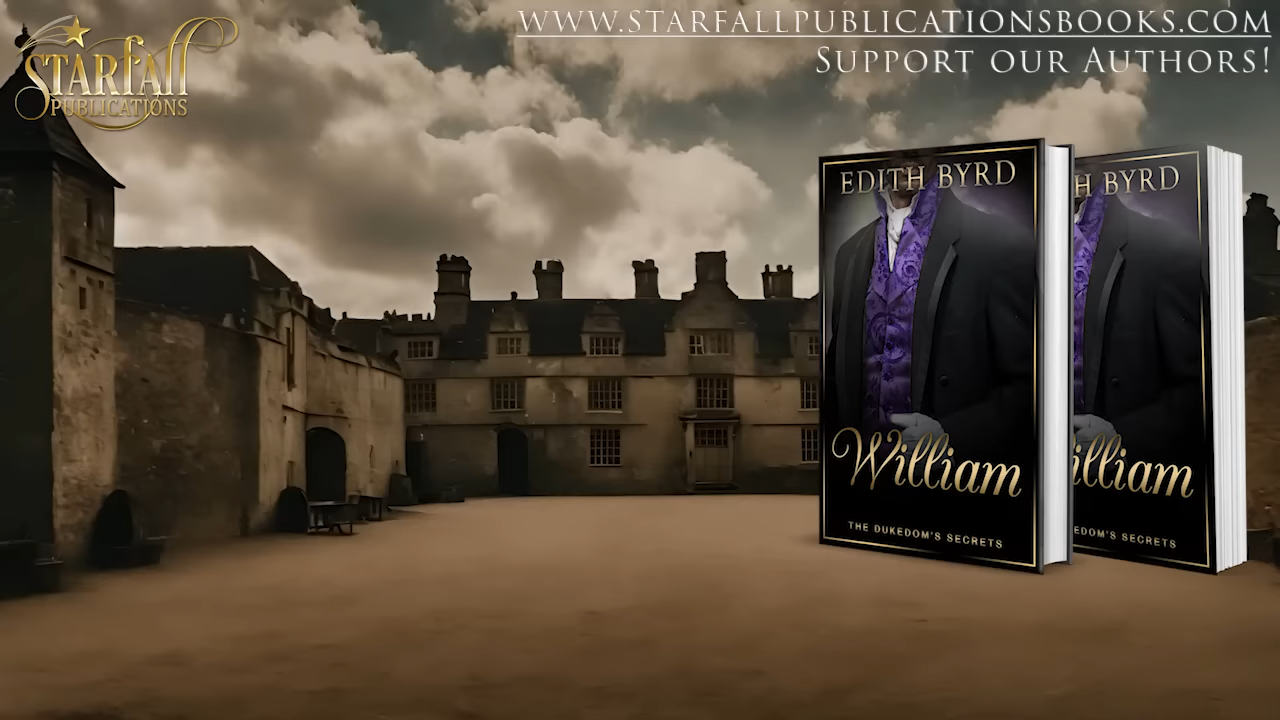 STARfAll
PUBLICATIONS
WWW.STARFALLPUBLICATIONSBOOKS.COM
SUPPORT OUR AUTHORS!
EDITH BYRD
William
THE DUKEDOM'S SECRETS
H BYRD
illiam
EDOM'S SECRETS